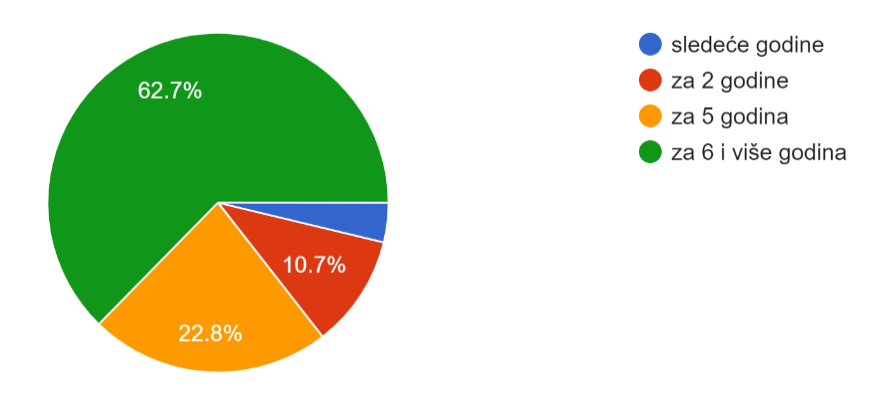 62.7%
10.7%
22.8%
sledeće godine
za 2 godine
za 5 godina
za 6 i više godina